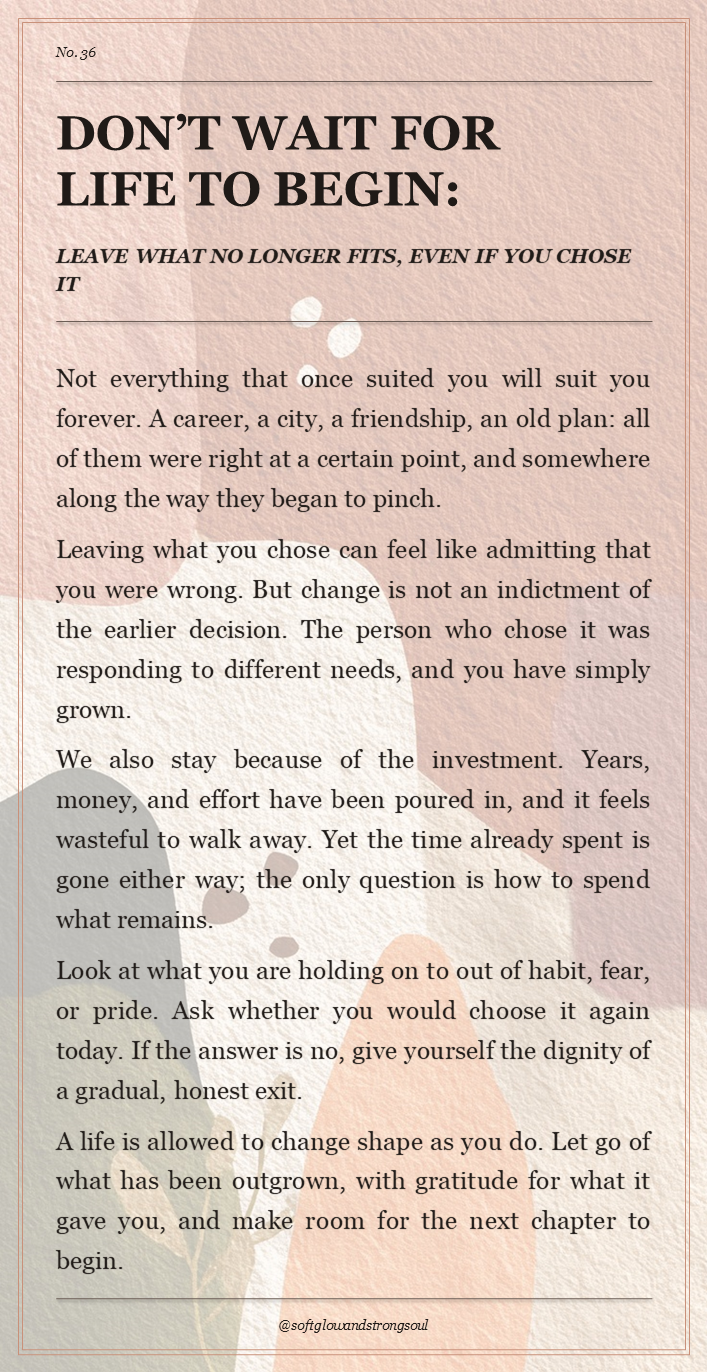 No. 36
DON’T WAIT FOR
LIFE TO BEGIN:
LEAVE WHAT NO LONGER FITS, EVEN IF YOU CHOSE
IT
Not everything that once suited you will suit you
forever. A career, a city, a friendship, an old plan: all
of them were right at a certain point, and somewhere
along the way they began to pinch.
Leaving what you chose can feel like admitting that
you were wrong. But change is not an indictment of
the earlier decision. The person who chose it was
responding to different needs, and you have simply
grown.
We also stay because of the investment. Years,
money, and effort have been poured in, and it feels
wasteful to walk away. Yet the time already spent is
gone either way; the only question is how to spend
what remains.
Look at what you are holding on to out of habit, fear,
or pride. Ask whether you would choose it again
today. If the answer is no, give yourself the dignity of
a gradual, honest exit.
A life is allowed to change shape as you do. Let go of
what has been outgrown, with gratitude for what it
gave you, and make room for the next chapter to
begin.
@softglowandstrongsoul